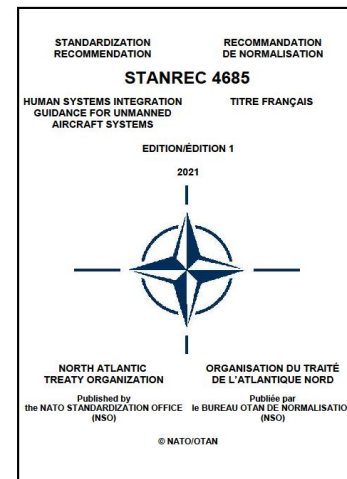 STANDARDIZATION
RECOMMENDATION
RECOMMANDATION
DE NORMALISATION
STANREC 4685
HUMAN SYSTEMS INTEGRATION
GUIDANCE FOR UNMANNED
AIRCRAFT SYSTEMS
TITRE FRANÇAIS
EDITION/ÉDITION 1
2021
NORTH ATLANTIC
TREATY ORGANIZATION
ORGANISATION DU TRAITÉ
DE L'ATLANTIQUE NORD
Published by
the NATO STANDARDIZATION OFFICE
(NSO)
Publiée par
le BUREAU OTAN DE NORMALISATIO
(NSO)
© NATO/OTAN